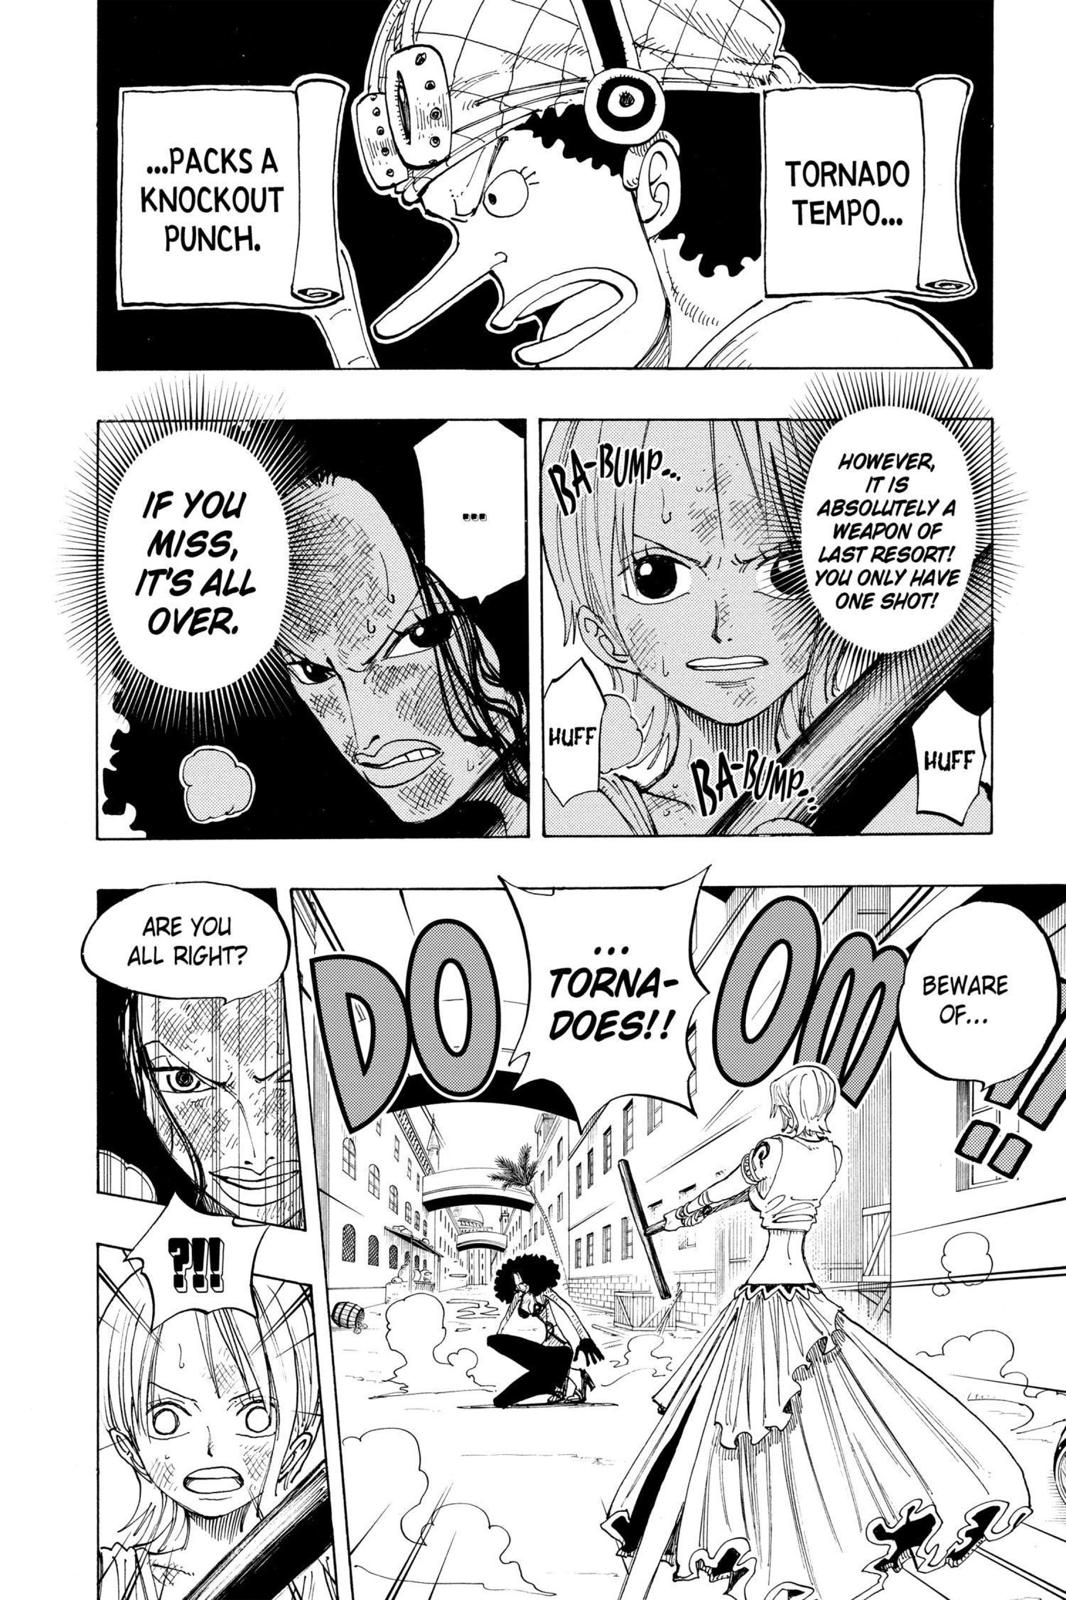 TORNADO
TEMPO...
...PACKS A
KNOCKOUT
PUNCH.
HOWEVER,
IT IS
ABSOLUTELY A
WEAPON OF
LAST RESORT!
YOU ONLY HAVE
ONE SHOT!
BA-BUMP...
HUFF
HUFF
BA-BUMP...
...
IF YOU
MISS,
IT'S ALL
OVER.
BEWARE
OF...
...
TORNA-
DOES!!
DOOM!!
ARE YOU
ALL RIGHT?
?!!